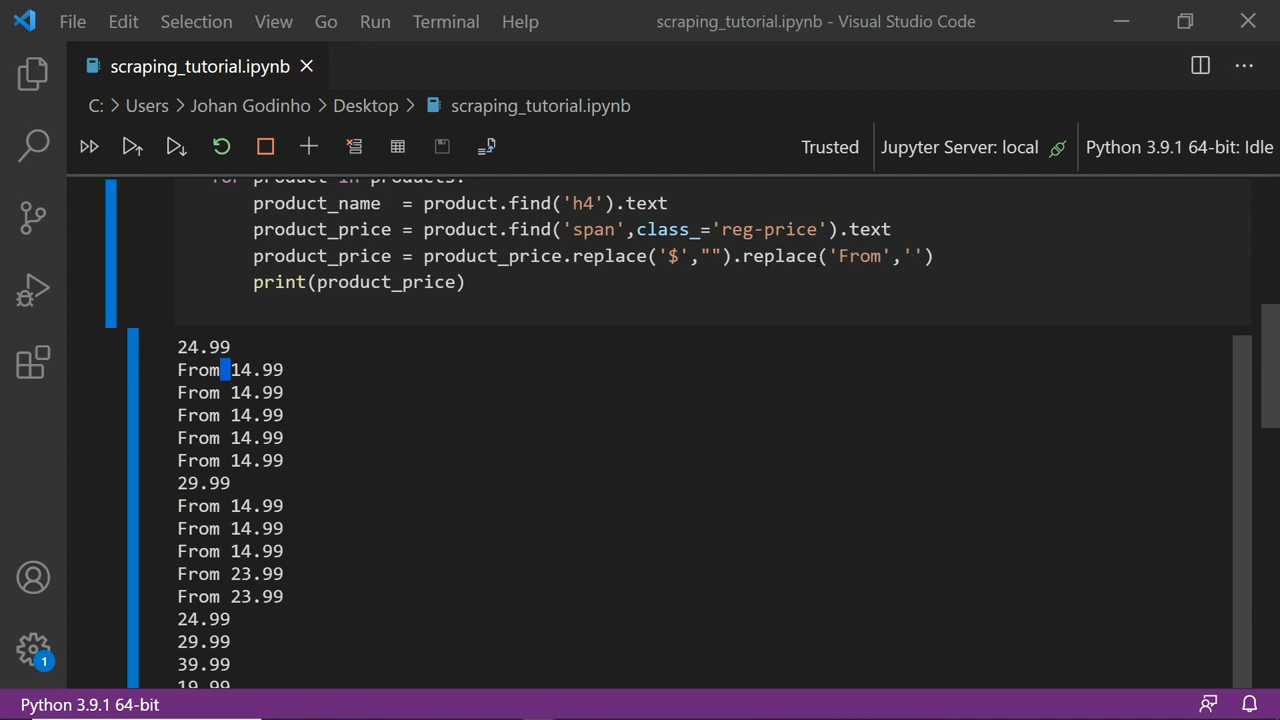 File Edit Selection View Go Run Terminal Help scraping_tutorial.ipynb - Visual Studio Code
scraping_tutorial.ipynb
C: > Users > Johan Godinho > Desktop > scraping_tutorial.ipynb
Trusted Jupyter Server: local Python 3.9.1 64-bit: Idle
for product in products:
product_name = product.find('h4').text
product_price = product.find('span',class_='reg-price').text
product_price = product_price.replace('$',"").replace('From','')
print(product_price)
24.99
From 14.99
From 14.99
From 14.99
From 14.99
From 14.99
29.99
From 14.99
From 14.99
From 14.99
From 23.99
From 23.99
24.99
29.99
39.99
19.99
1
Python 3.9.1 64-bit